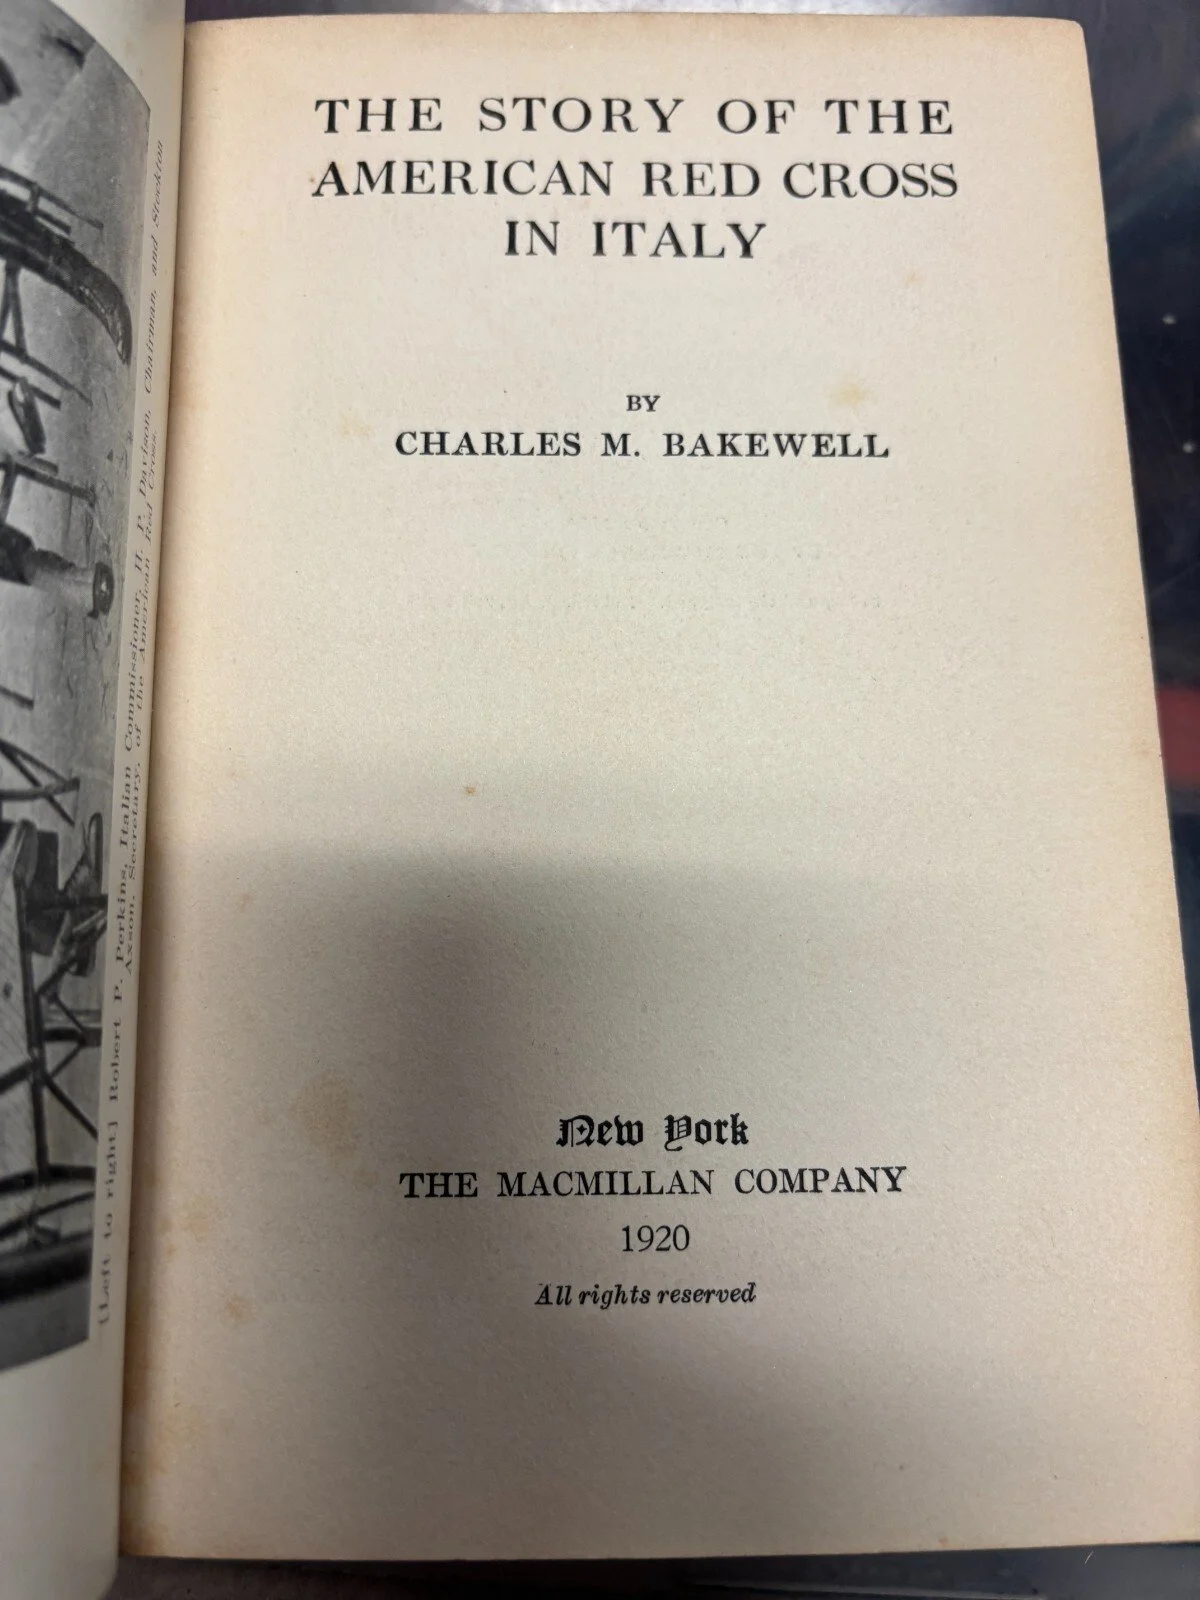 THE STORY OF THE
AMERICAN RED CROSS
IN ITALY
BY
CHARLES M. BAKEWELL
New York
THE MACMILLAN COMPANY
1920
All rights reserved
[Left to right] Robert P. Perkins, Italian Commissioner, H. P. Davison, Chairman, and Stockton
Axson, Secretary, of the American Red Cross